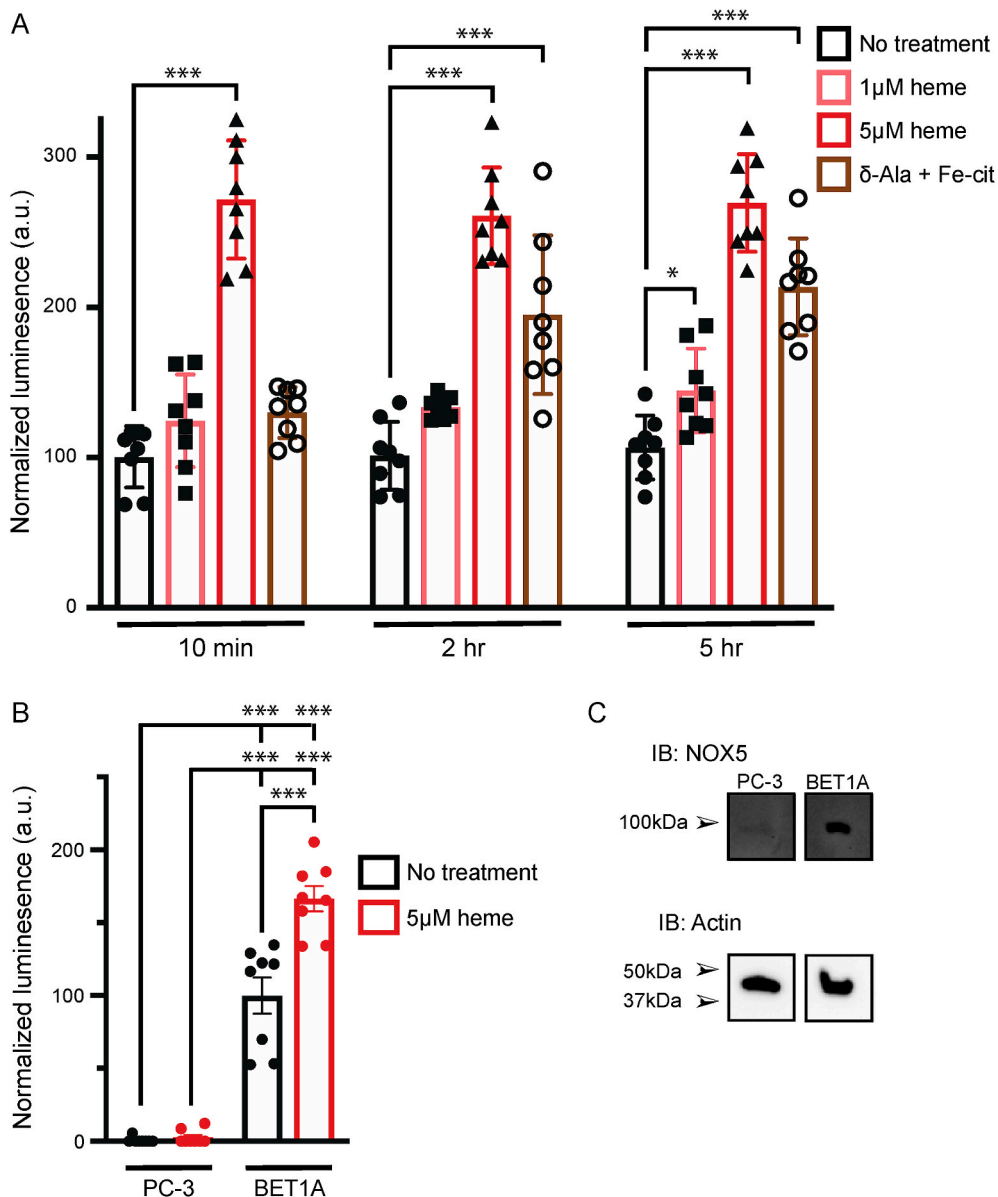 A
***
***
***
***
***
*
No treatment
1μM heme
5μM heme
δ-Ala + Fe-cit
Normalized luminesence (a.u.)
300
200
100
0
10 min
2 hr
5 hr
B
*** ***
*** ***
***
Normalized luminesence (a.u.)
200
100
0
No treatment
5μM heme
PC-3
BET1A
C
IB: NOX5
PC-3 BET1A
100kDa
IB: Actin
50kDa
37kDa